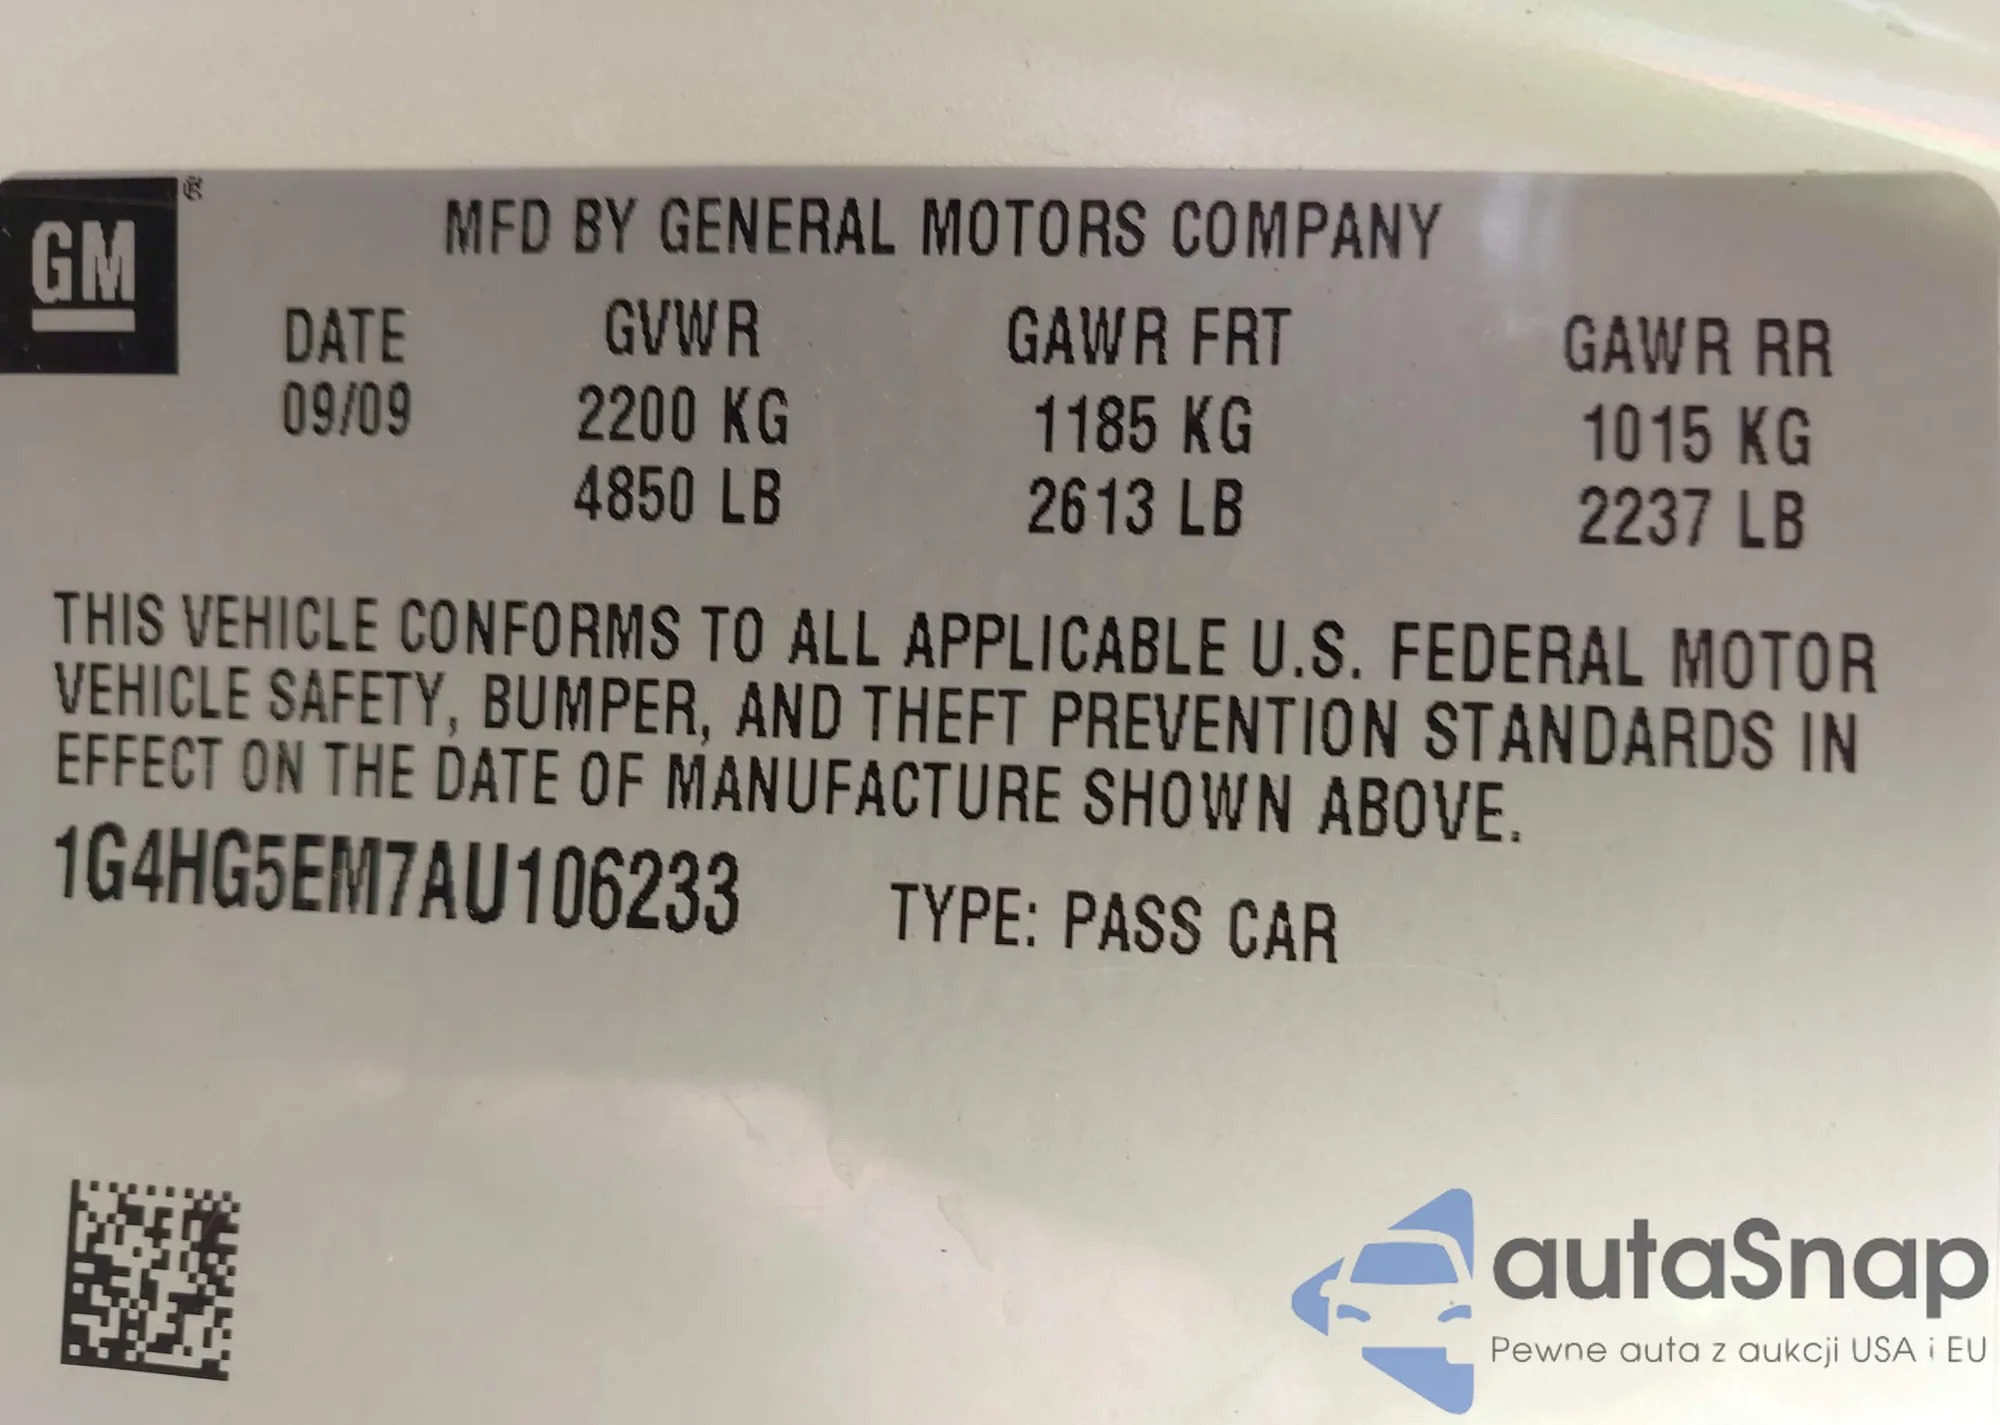 GM ®
MFD BY GENERAL MOTORS COMPANY
DATE GVWR GAWR FRT GAWR RR
09/09 2200 KG 1185 KG 1015 KG
4850 LB 2613 LB 2237 LB
THIS VEHICLE CONFORMS TO ALL APPLICABLE U.S. FEDERAL MOTOR
VEHICLE SAFETY, BUMPER, AND THEFT PREVENTION STANDARDS IN
EFFECT ON THE DATE OF MANUFACTURE SHOWN ABOVE.
1G4HG5EM7AU106233 TYPE: PASS CAR
autaSnap
Pewne auta z aukcji USA i EU